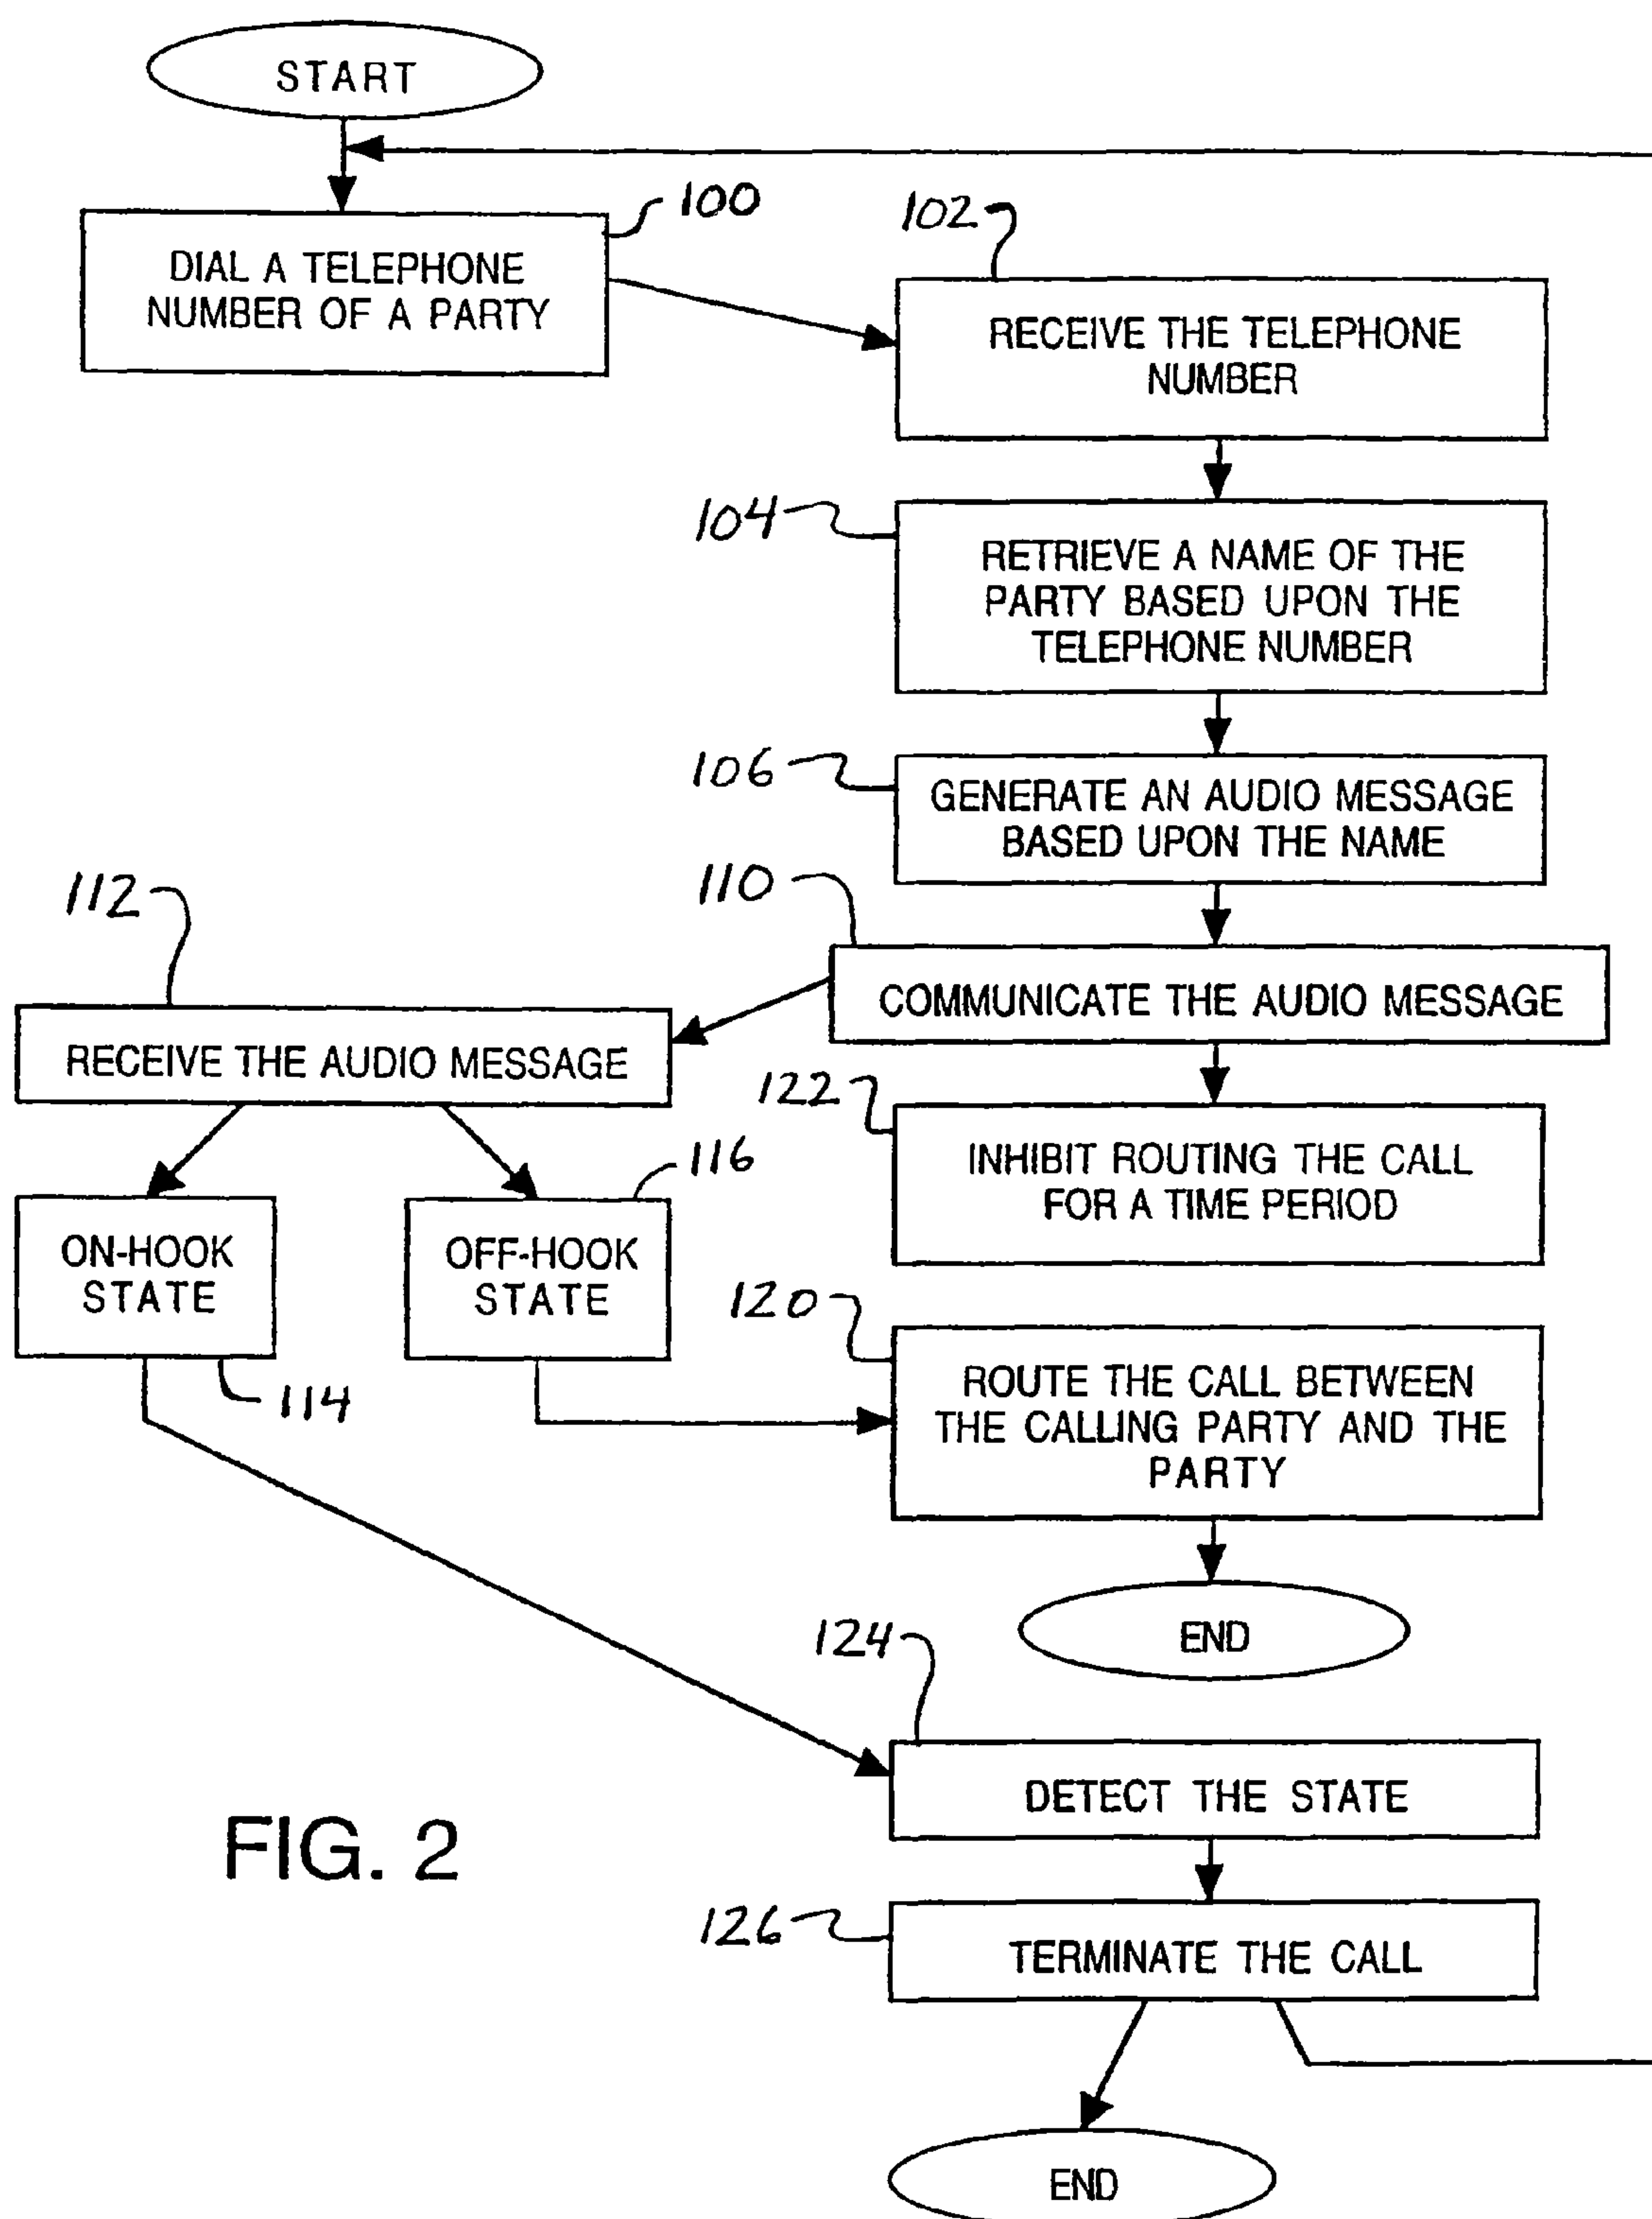 START
100
DIAL A TELEPHONE
NUMBER OF A PARTY
102
RECEIVE THE TELEPHONE
NUMBER
104
RETRIEVE A NAME OF THE
PARTY BASED UPON THE
TELEPHONE NUMBER
106
GENERATE AN AUDIO MESSAGE
BASED UPON THE NAME
110
COMMUNICATE THE AUDIO MESSAGE
112
RECEIVE THE AUDIO MESSAGE
122
INHIBIT ROUTING THE CALL
FOR A TIME PERIOD
ON-HOOK
STATE
114
116
OFF-HOOK
STATE
120
ROUTE THE CALL BETWEEN
THE CALLING PARTY AND THE
PARTY
END
124
DETECT THE STATE
126
TERMINATE THE CALL
END
FIG. 2